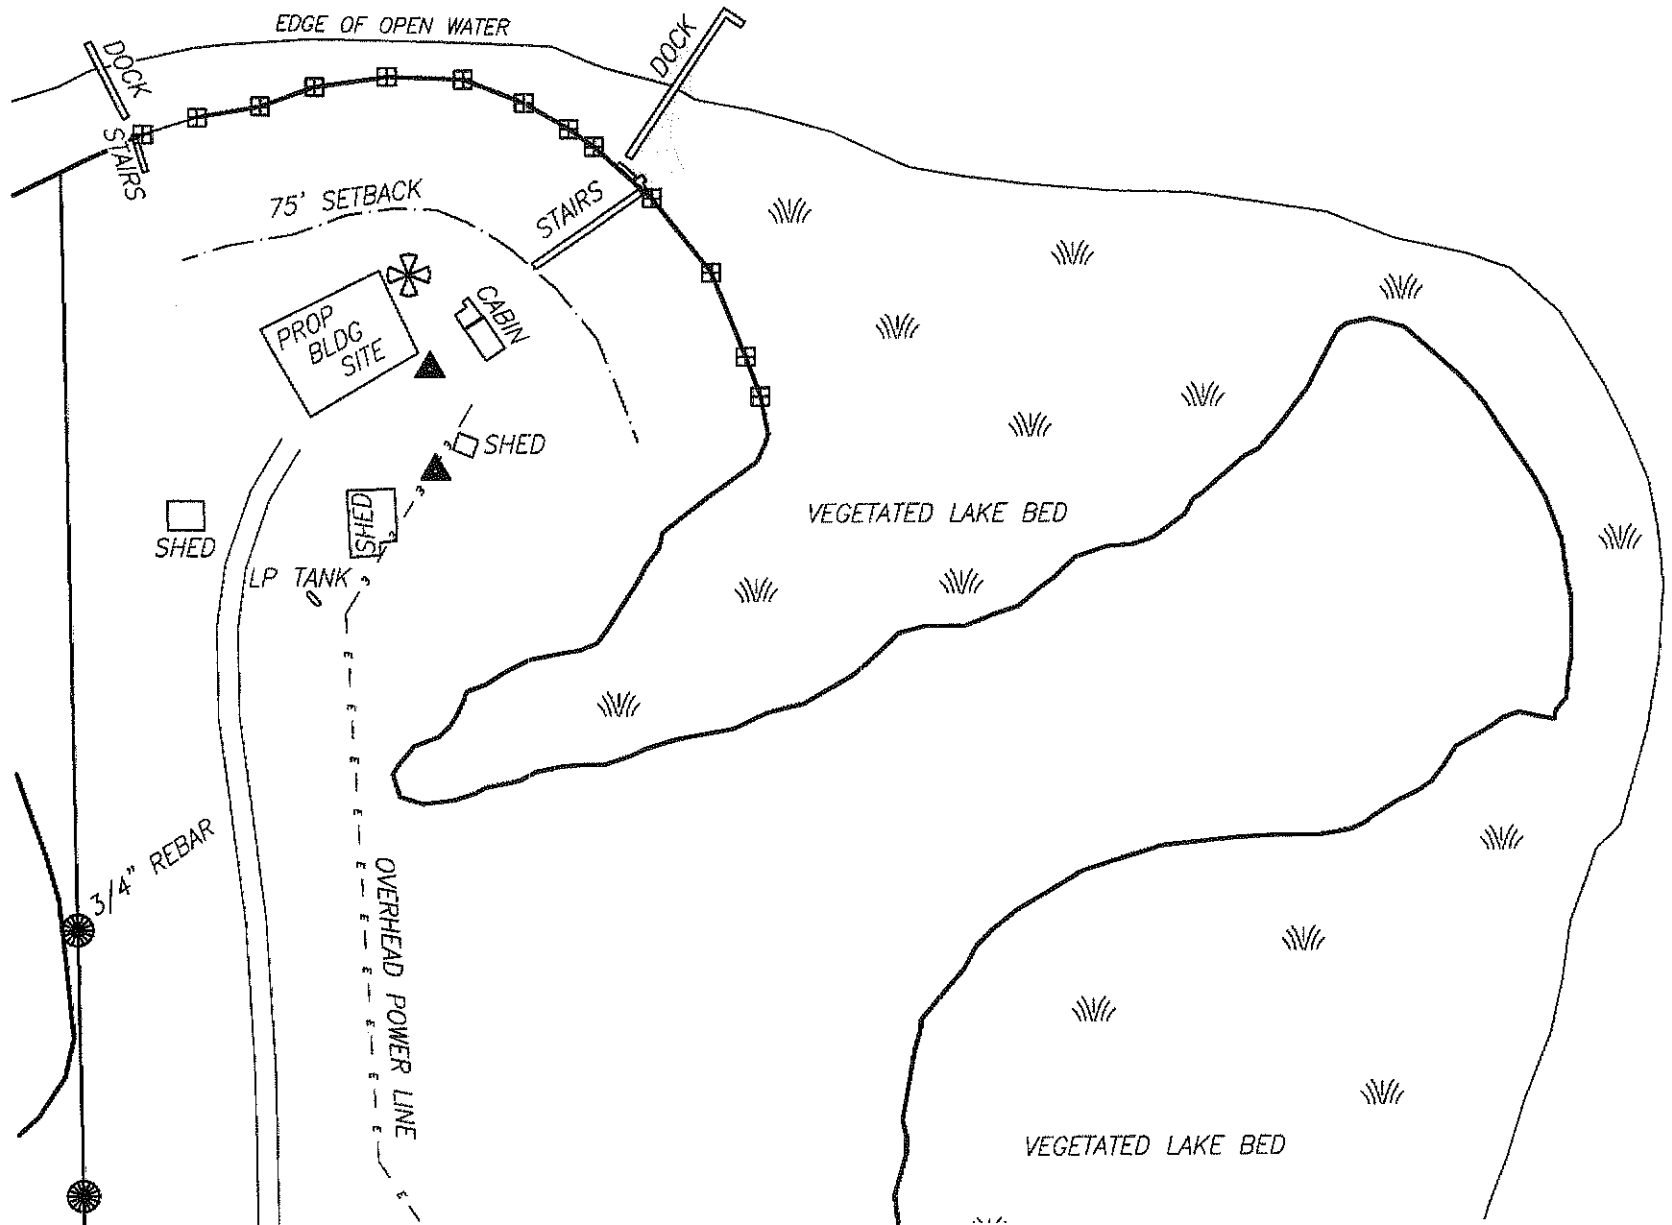 EDGE OF OPEN WATER
DOCK
DOCK
STAIRS
75' SETBACK
STAIRS
PROP
BLDG
SITE
CABIN
SHED
SHED
SHED
LP TANK
VEGETATED LAKE BED
3/4" REBAR
OVERHEAD POWER LINE
VEGETATED LAKE BED